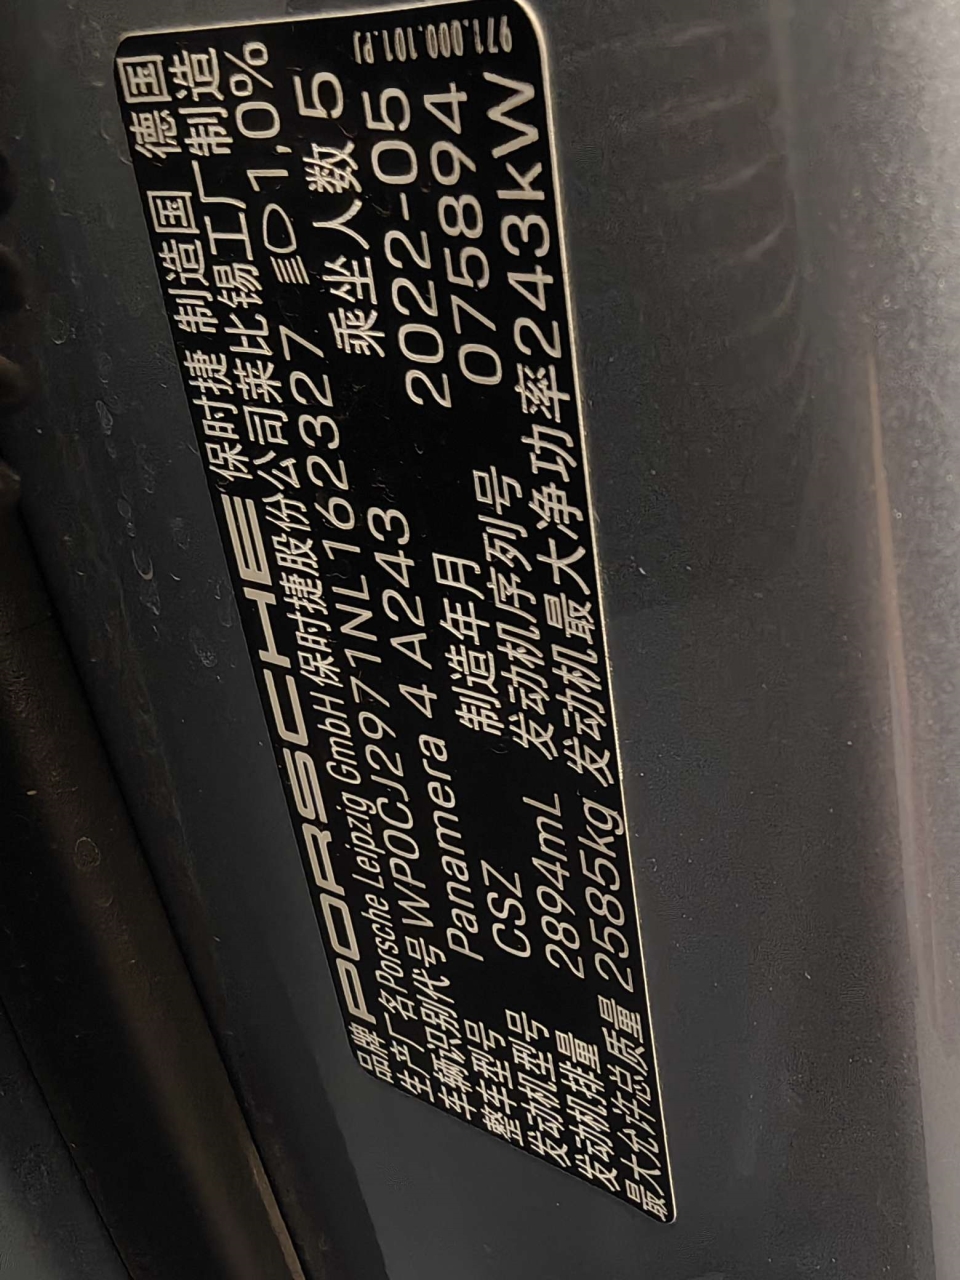 品牌 PORSCHE 保时捷 制造国 德国
生产厂名 Porsche Leipzig GmbH 保时捷股份公司莱比锡工厂制造
车辆识别代号 WP0CJ2971NL162327 1,0%
整车型号 Panamera 4 A243 乘坐人数 5
发动机型号 CSZ 制造年月 2022-05
发动机排量 2894mL 发动机序列号 075894
最大允许总质量 2585kg 发动机最大净功率 243kW
971.000.101.PJ